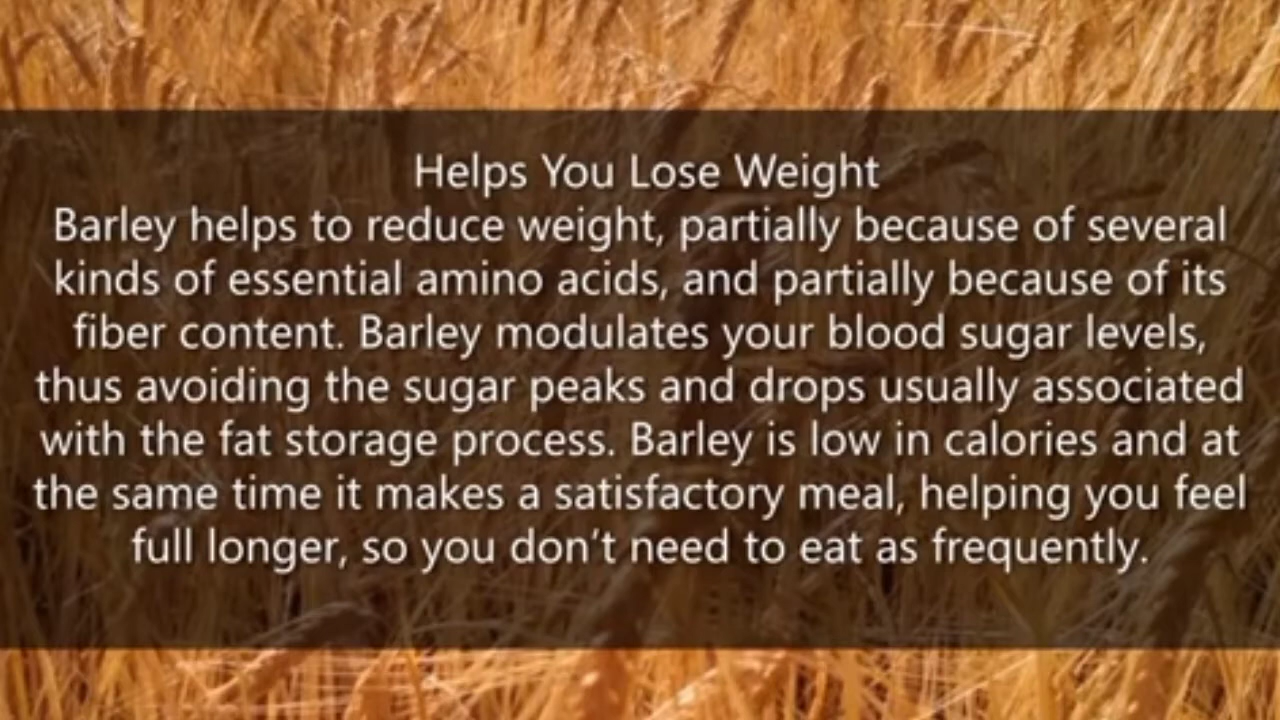 Helps You Lose Weight
Barley helps to reduce weight, partially because of several
kinds of essential amino acids, and partially because of its
fiber content. Barley modulates your blood sugar levels,
thus avoiding the sugar peaks and drops usually associated
with the fat storage process. Barley is low in calories and at
the same time it makes a satisfactory meal, helping you feel
full longer, so you don’t need to eat as frequently.